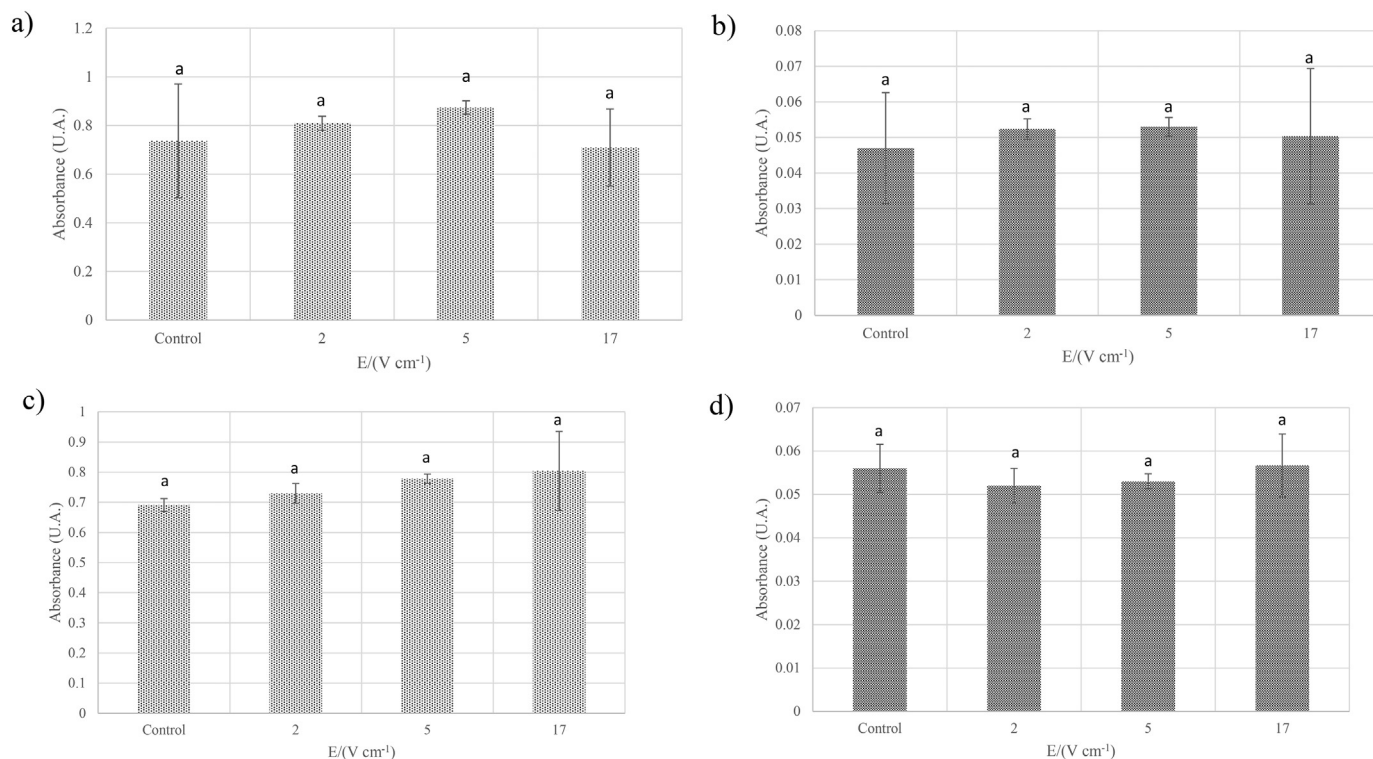 a)
Absorbance (U.A.)
1.2
1
0.8
0.6
0.4
0.2
0
a
a
a
a
Control
2
5
17
E/(V cm⁻¹)
b)
Absorbance (U.A.)
0.08
0.07
0.06
0.05
0.04
0.03
0.02
0.01
0
a
a
a
a
Control
2
5
17
E/(V cm⁻¹)
c)
Absorbance (U.A.)
1
0.9
0.8
0.7
0.6
0.5
0.4
0.3
0.2
0.1
0
a
a
a
a
Control
2
5
17
E/(V cm⁻¹)
d)
Absorbance (U.A.)
0.07
0.06
0.05
0.04
0.03
0.02
0.01
0
a
a
a
a
Control
2
5
17
E/(V cm⁻¹)